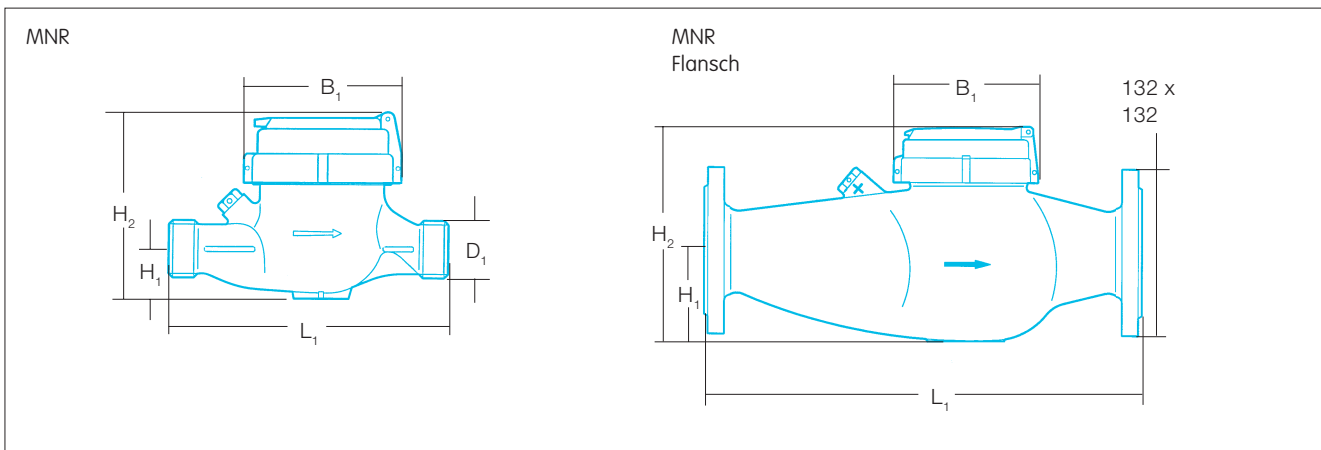 MNR
B₁
H₂
H₁
D₁
L₁
MNR
Flansch
B₁
132 x
132
H₂
H₁
L₁